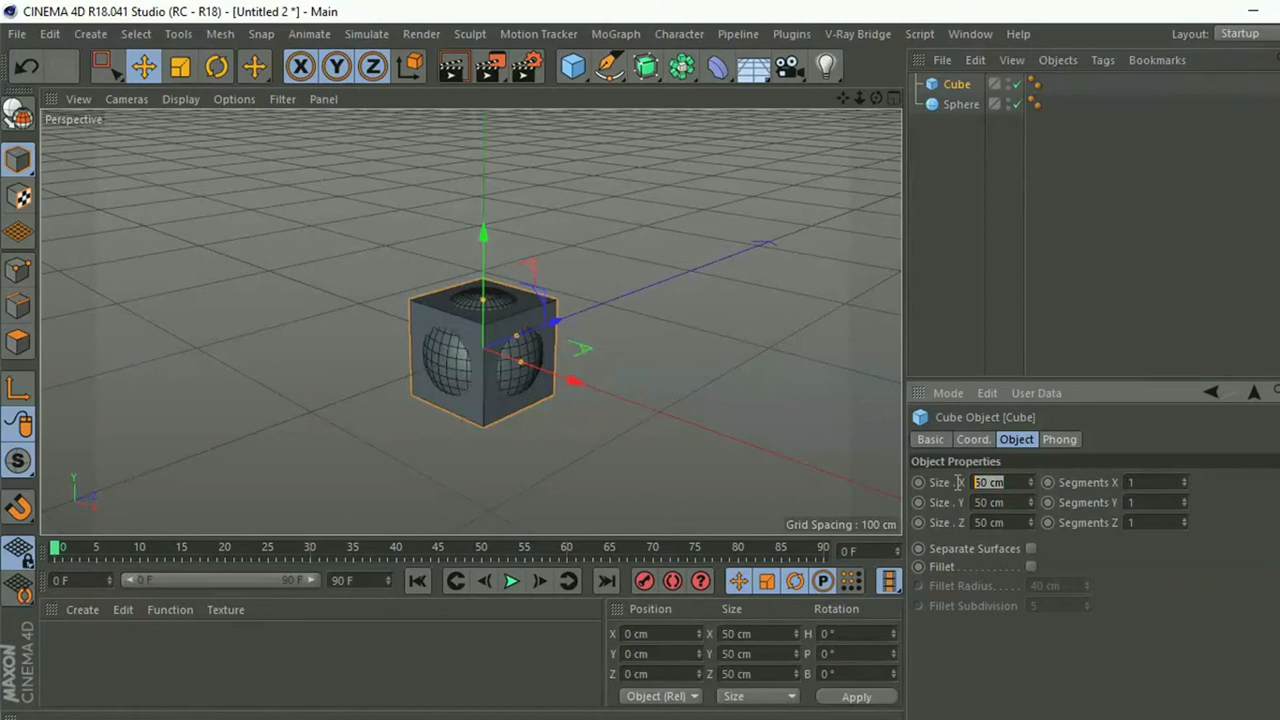 CINEMA 4D R18.041 Studio (RC - R18) - [Untitled 2 *] - Main
File Edit Create Select Tools Mesh Snap Animate Simulate Render Sculpt Motion Tracker MoGraph Character Pipeline Plugins V-Ray Bridge Script Window Help Layout: Startup
X Y Z
File Edit View Objects Tags Bookmarks
View Cameras Display Options Filter Panel
Cube
Sphere
Perspective
Y
Z
X
Grid Spacing : 100 cm
Mode Edit User Data
Cube Object [Cube]
Basic Coord. Object Phong
Object Properties
Size . X 50 cm Segments X 1
Size . Y 50 cm Segments Y 1
Size . Z 50 cm Segments Z 1
Separate Surfaces
Fillet . . . . . . . . . . .
Fillet Radius. . . . . . 40 cm
Fillet Subdivision 5
0 5 10 15 20 25 30 35 40 45 50 55 60 65 70 75 80 85 90 0 F
0 F 0 F 90 F 90 F
P
S
Create Edit Function Texture
Position Size Rotation
X 0 cm X 50 cm H 0 °
Y 0 cm Y 50 cm P 0 °
Z 0 cm Z 50 cm B 0 °
Object (Rel) Size Apply
MAXON
CINEMA 4D